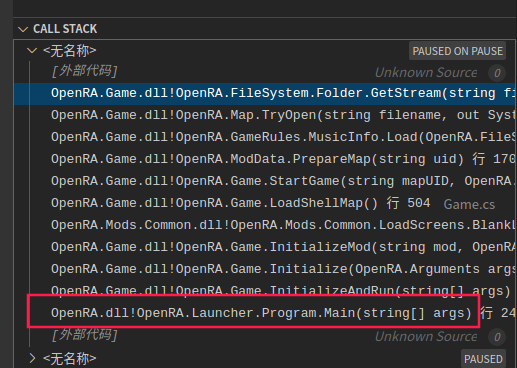 CALL STACK
<无名称> PAUSED ON PAUSE
[外部代码] Unknown Source 0
OpenRA.Game.dll!OpenRA.FileSystem.Folder.GetStream(string fi
OpenRA.Game.dll!OpenRA.Map.TryOpen(string filename, out Syst
OpenRA.Game.dll!OpenRA.GameRules.MusicInfo.Load(OpenRA.FileS
OpenRA.Game.dll!OpenRA.ModData.PrepareMap(string uid) 行 170
OpenRA.Game.dll!OpenRA.Game.StartGame(string mapUID, OpenRA.
OpenRA.Game.dll!OpenRA.Game.LoadShellMap() 行 504 Game.cs
OpenRA.Mods.Common.dll!OpenRA.Mods.Common.LoadScreens.BlankL
OpenRA.Game.dll!OpenRA.Game.InitializeMod(string mod, OpenRA
OpenRA.Game.dll!OpenRA.Game.Initialize(OpenRA.Arguments args
OpenRA.Game.dll!OpenRA.Game.InitializeAndRun(string[] args)
OpenRA.dll!OpenRA.Launcher.Program.Main(string[] args) 行 24
[外部代码] Unknown Source 0
<无名称> PAUSED